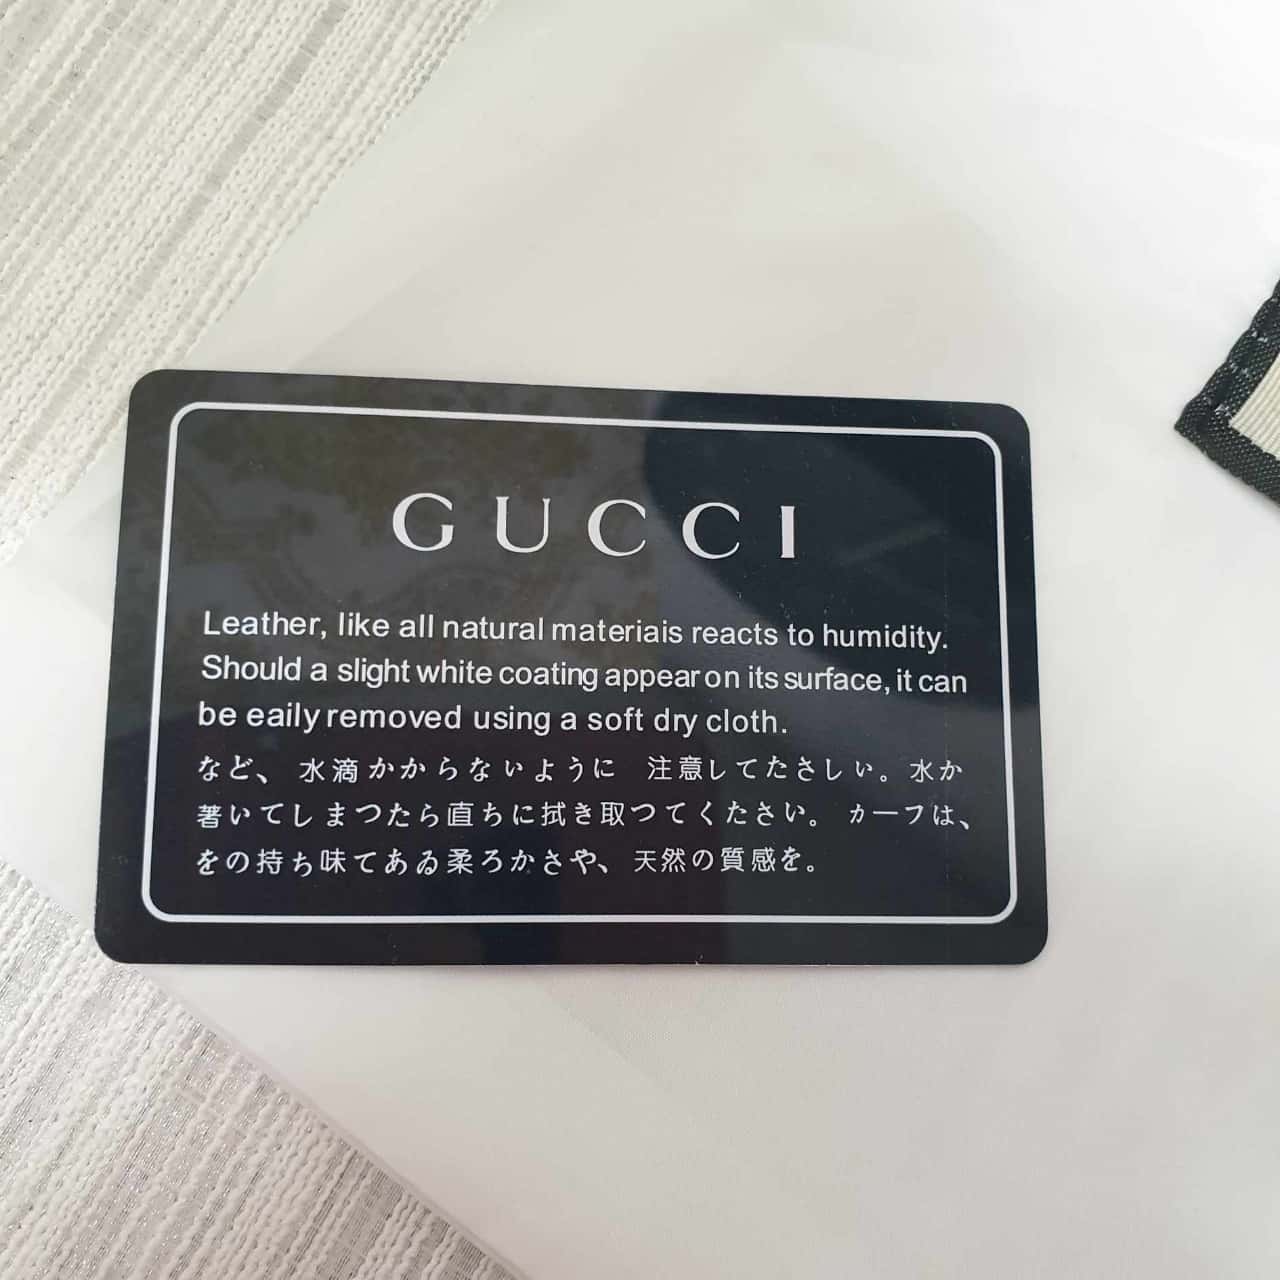 GUCCI
Leather, like all natural materiais reacts to humidity.
Should a slight white coating appear on its surface, it can
be eaily removed using a soft dry cloth.
など、水滴かからないように 注意してたさしい。水か
著いてしまつたら直ちに拭き取つてくたさい。カーフは、
をの持ち味てあゐ柔ろかさや、天然の質感を。